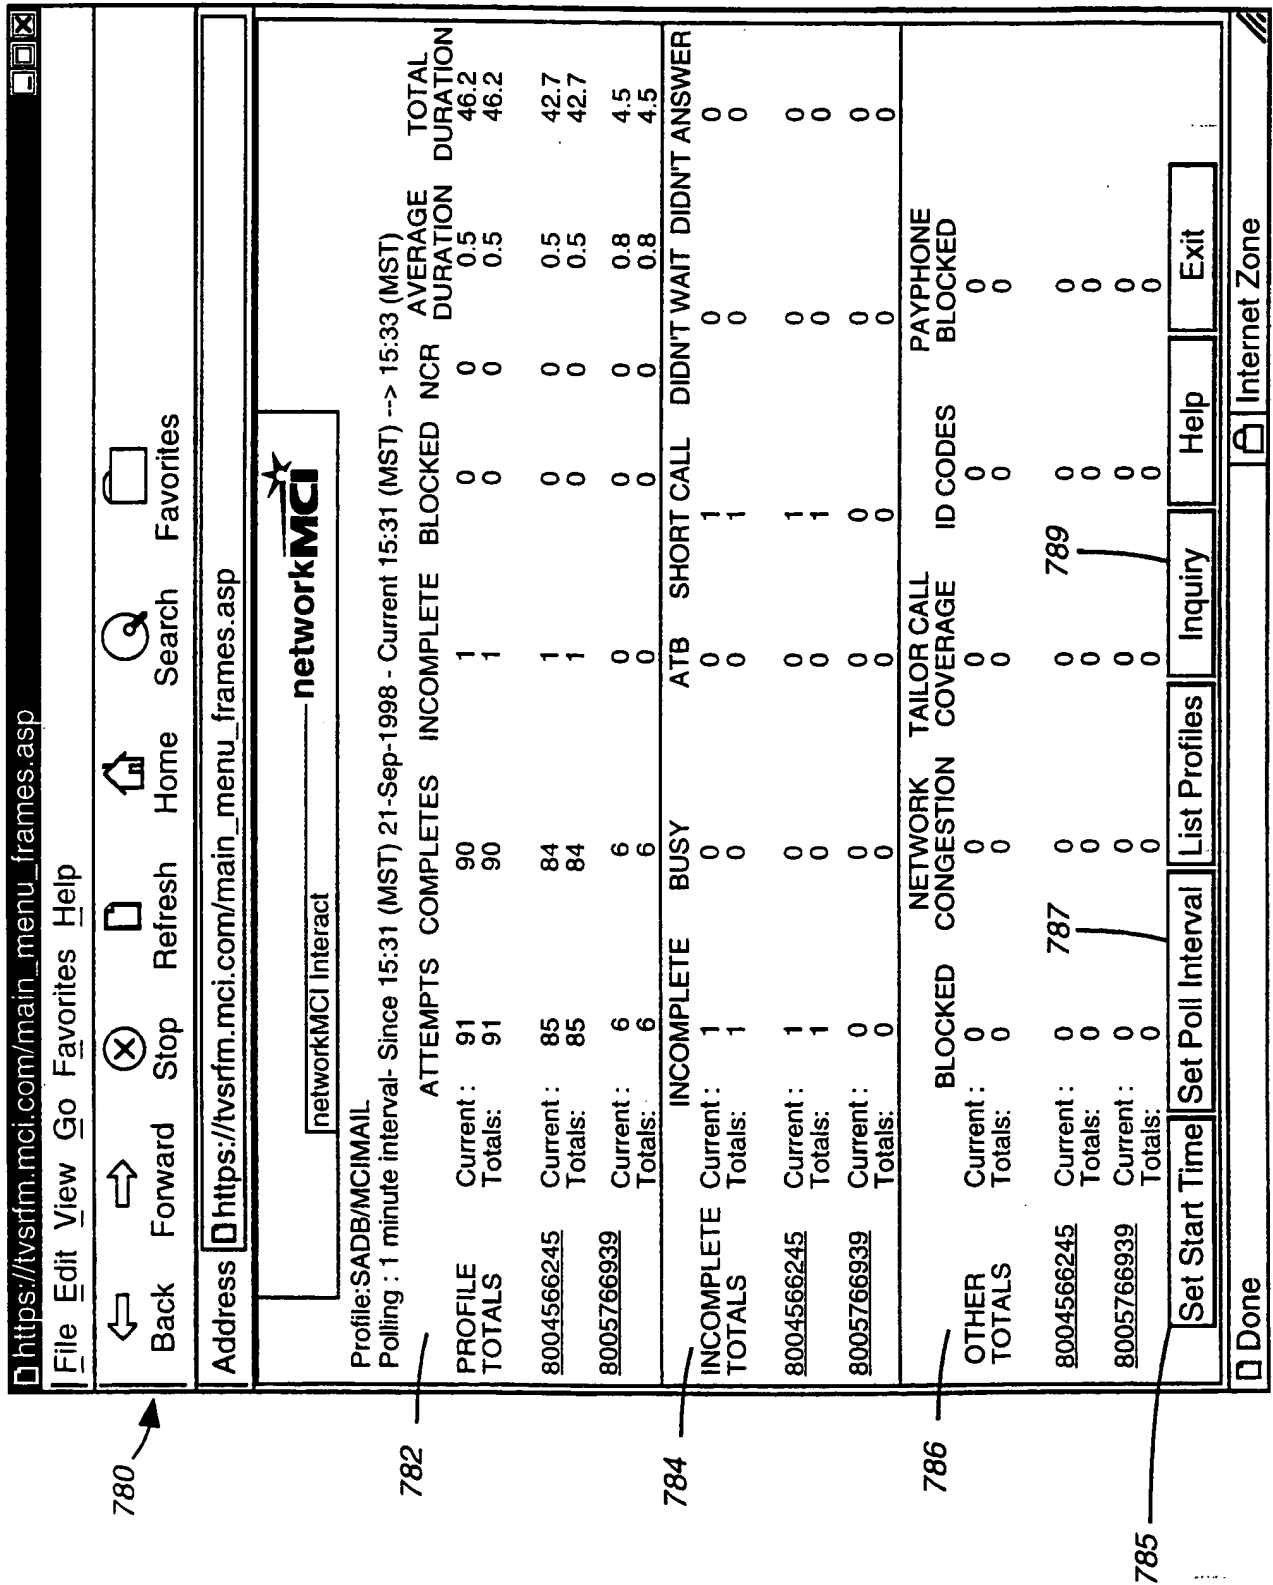 https://tvsrfm.mci.com/main_menu_frames.asp
File Edit View Go Favorites Help
Back Forward Stop Refresh Home Search Favorites
Address https://tvsrfm.mci.com/main_menu_frames.asp
780
networkMCI Interact
networkMCI
Profile:SADB/MCIMAIL
Polling : 1 minute interval- Since 15:31 (MST) 21-Sep-1998 - Current 15:31 (MST) --> 15:33 (MST)
782
ATTEMPTS COMPLETES INCOMPLETE BLOCKED NCR AVERAGE DURATION TOTAL DURATION
PROFILE Current : 91 90 1 0 0 0.5 46.2
TOTALS Totals: 91 90 1 0 0 0.5 46.2
8004566245 Current : 85 84 1 0 0 0.5 42.7
Totals: 85 84 1 0 0 0.5 42.7
8005766939 Current : 6 6 0 0 0 0.8 4.5
Totals: 6 6 0 0 0 0.8 4.5
784
INCOMPLETE BUSY ATB SHORT CALL DIDN'T WAIT DIDN'T ANSWER
INCOMPLETE Current : 1 0 0 1 0 0
TOTALS Totals: 1 0 0 1 0 0
8004566245 Current : 1 0 0 1 0 0
Totals: 1 0 0 1 0 0
8005766939 Current : 0 0 0 0 0 0
Totals: 0 0 0 0 0 0
786
NETWORK TAILOR CALL PAYPHONE
BLOCKED CONGESTION COVERAGE ID CODES BLOCKED
OTHER Current : 0 0 0 0 0
TOTALS Totals: 0 0 0 0 0
787 789
8004566245 Current : 0 0 0 0 0
Totals: 0 0 0 0 0
8005766939 Current : 0 0 0 0 0
Totals: 0 0 0 0 0
785
Set Start Time Set Poll Interval List Profiles Inquiry Help Exit
Done Internet Zone